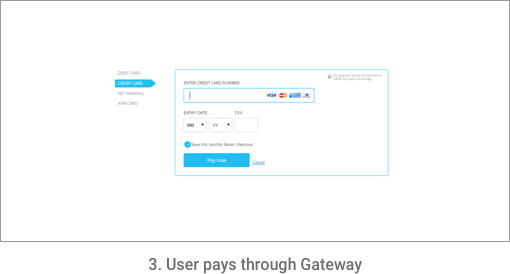 DEBIT CARD
CREDIT CARD
NET BANKING
ATM CARD
ENTER CREDIT CARD NUMBER
VISA
EXPIRY DATE
CVV
MM
YY
Save this card for faster checkout
Pay now
Cancel
3. User pays through Gateway